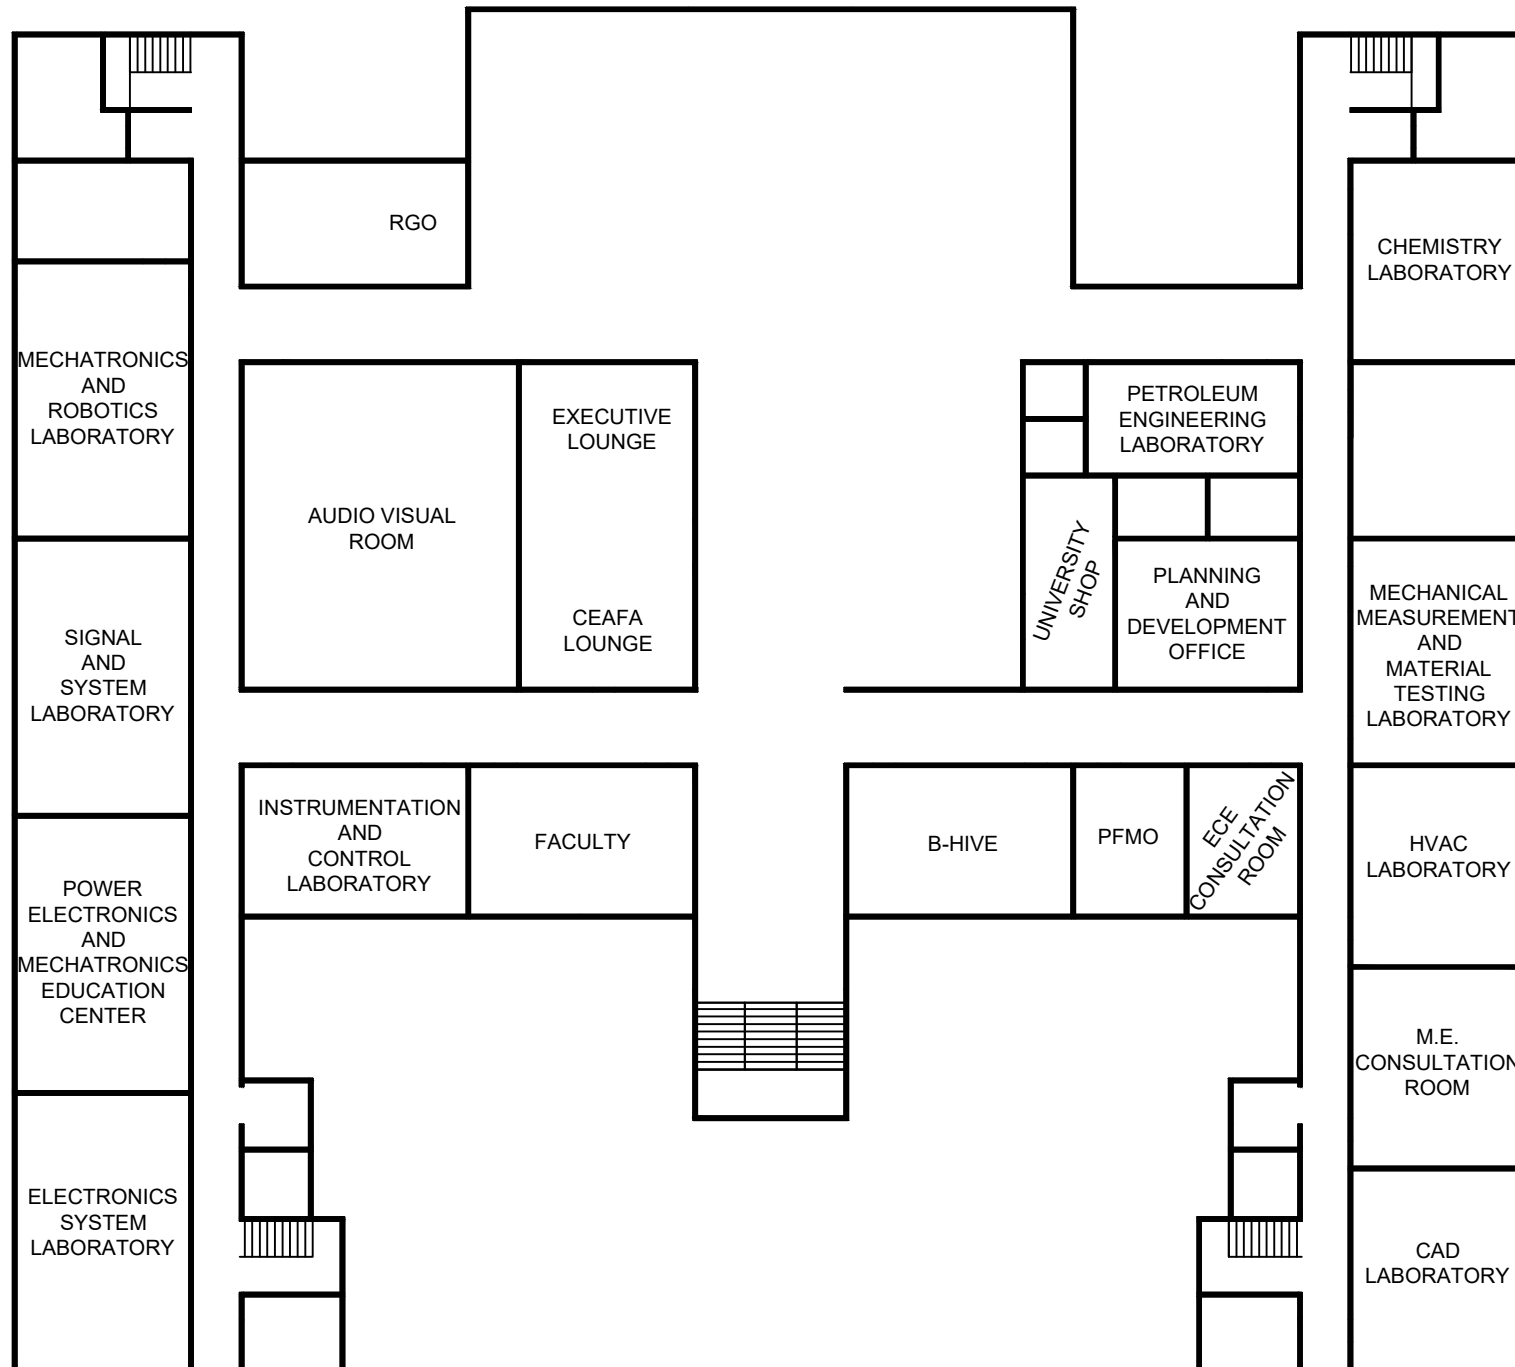 RGO
CHEMISTRY
LABORATORY
MECHATRONICS
AND
ROBOTICS
LABORATORY
EXECUTIVE
LOUNGE
PETROLEUM
ENGINEERING
LABORATORY
AUDIO VISUAL
ROOM
UNIVERSITY
SHOP
CEAFA
LOUNGE
PLANNING
AND
DEVELOPMENT
OFFICE
MECHANICAL
MEASUREMENT
AND
MATERIAL
TESTING
LABORATORY
SIGNAL
AND
SYSTEM
LABORATORY
INSTRUMENTATION
AND
CONTROL
LABORATORY
FACULTY
B-HIVE
PFMO
ECE
CONSULTATION
ROOM
HVAC
LABORATORY
POWER
ELECTRONICS
AND
MECHATRONICS
EDUCATION
CENTER
M.E.
CONSULTATION
ROOM
ELECTRONICS
SYSTEM
LABORATORY
CAD
LABORATORY